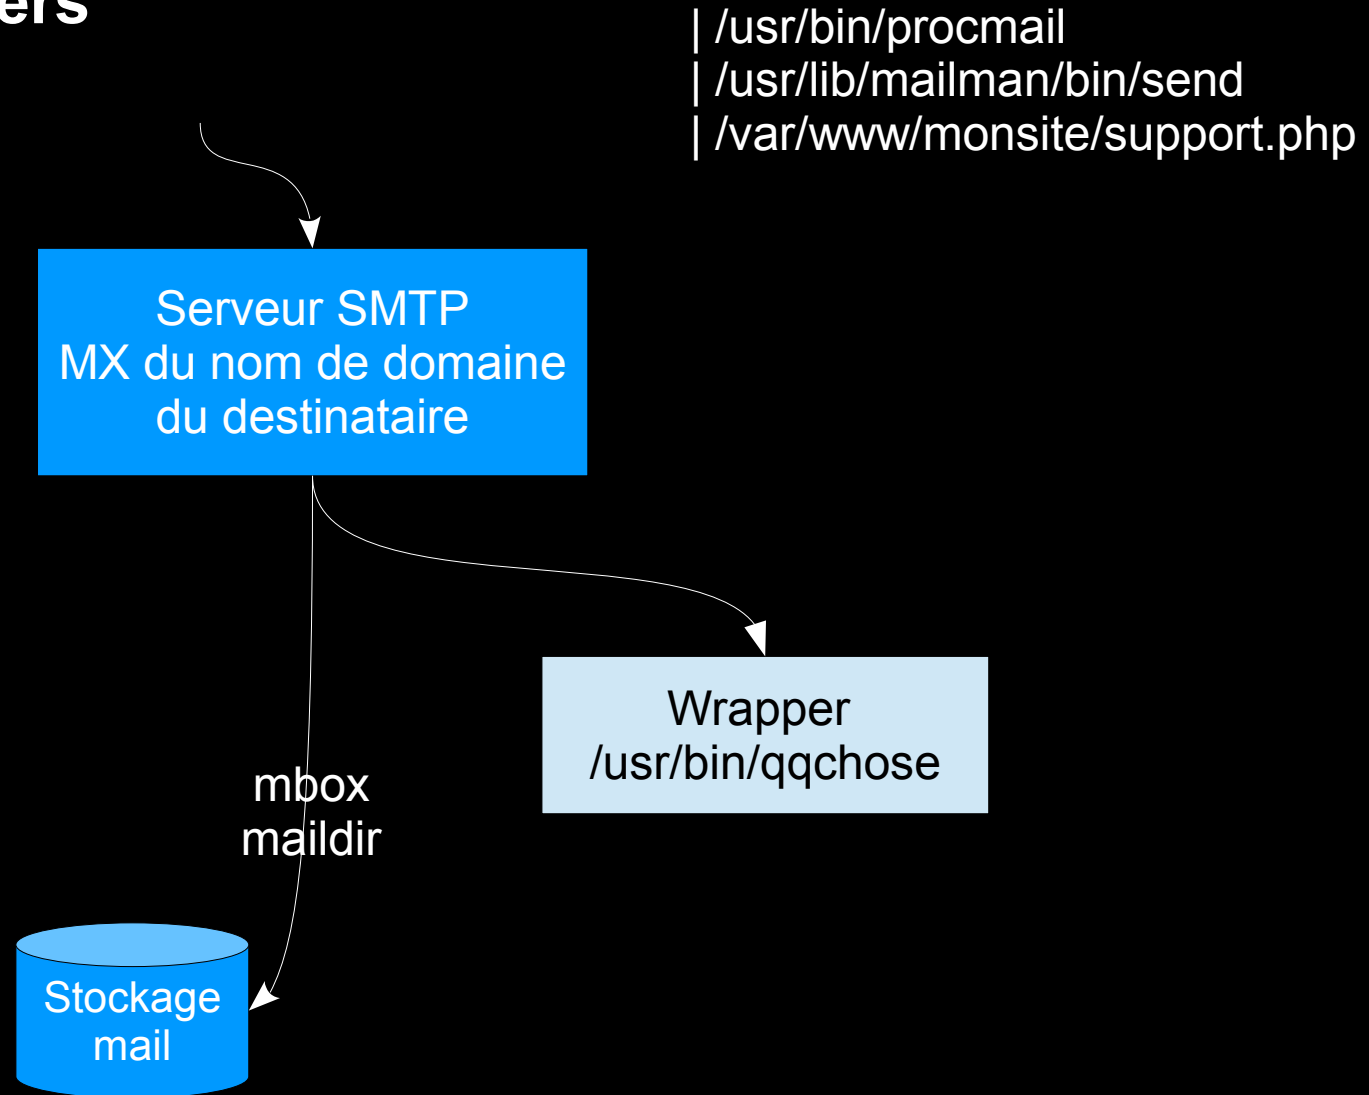 ers
| /usr/bin/procmail
| /usr/lib/mailman/bin/send
| /var/www/monsite/support.php
Serveur SMTP
MX du nom de domaine
du destinataire
Wrapper
/usr/bin/qqchose
mbox
maildir
Stockage
mail